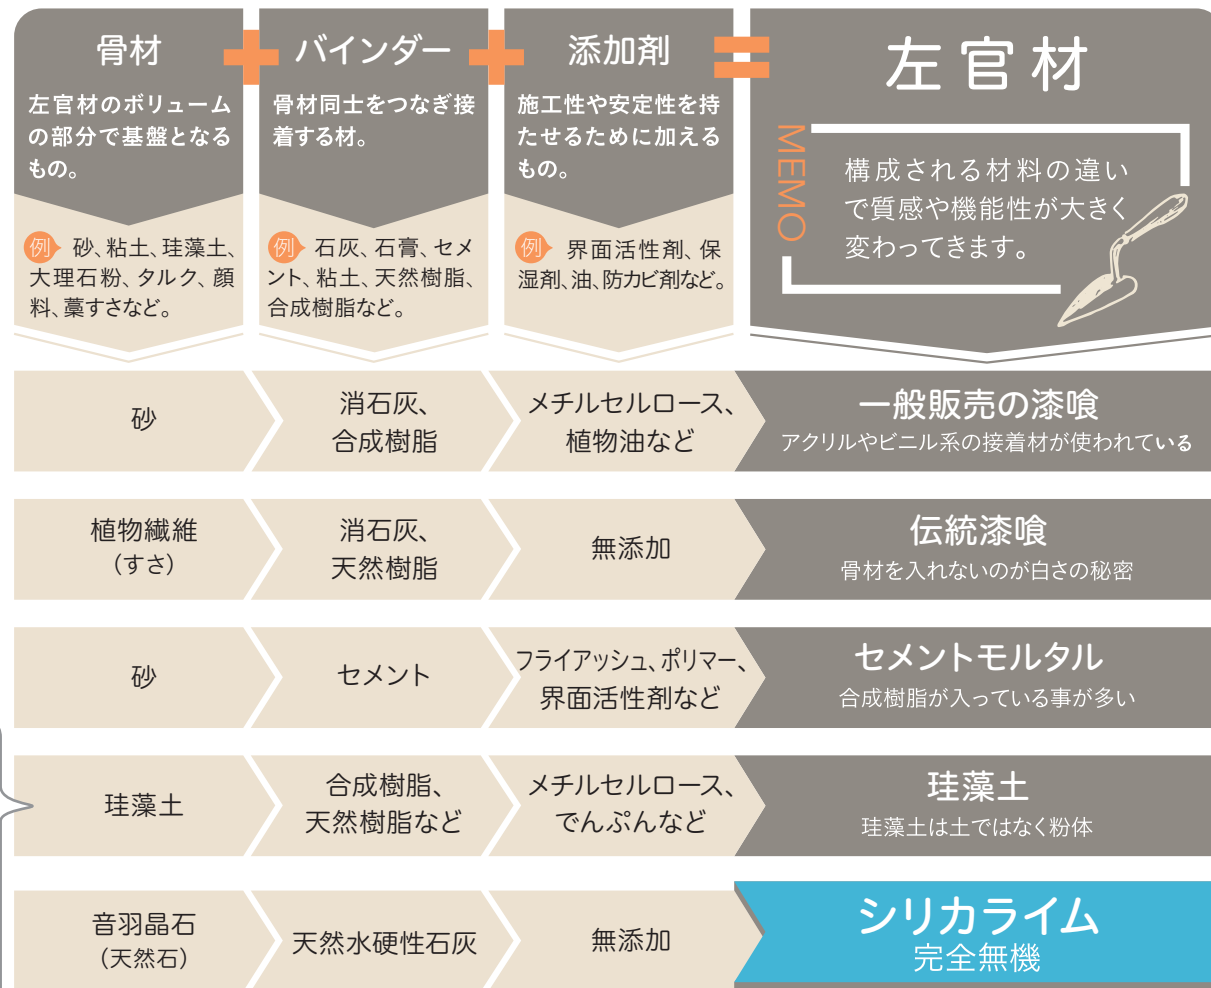 骨材
左官材のボリューム
の部分で基盤となる
もの。
例 砂、粘土、珪藻土、
大理石粉、タルク、顔
料、藁すさなど。
+
バインダー
骨材同士をつなぎ接
着する材。
例 石灰、石膏、セメ
ント、粘土、天然樹脂、
合成樹脂など。
+
添加剤
施工性や安定性を持
たせるために加える
もの。
例 界面活性剤、保
湿剤、油、防カビ剤など。
=
左官材
MEMO
構成される材料の違い
で質感や機能性が大きく
変わってきます。
砂
消石灰、
合成樹脂
メチルセルロース、
植物油など
一般販売の漆喰
アクリルやビニル系の接着材が使われている
植物繊維
(すさ)
消石灰、
天然樹脂
無添加
伝統漆喰
骨材を入れないのが白さの秘密
砂
セメント
フライアッシュ、ポリマー、
界面活性剤など
セメントモルタル
合成樹脂が入っている事が多い
珪藻土
合成樹脂、
天然樹脂など
メチルセルロース、
でんぷんなど
珪藻土
珪藻土は土ではなく粉体
音羽晶石
(天然石)
天然水硬性石灰
無添加
シリカライム
完全無機